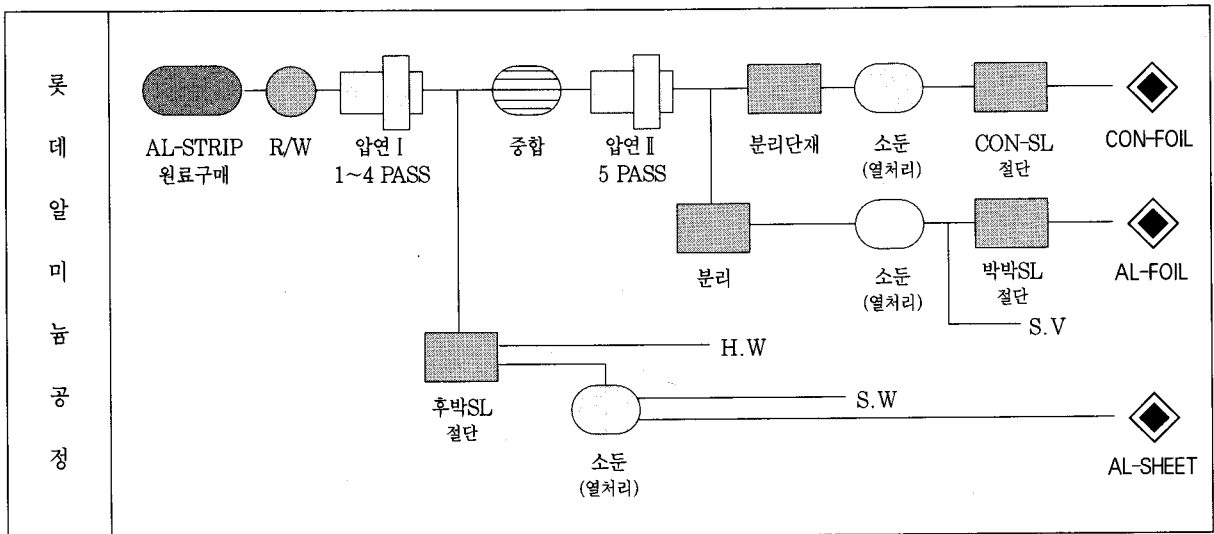 롯데알미늄공정
AL-STRIP
원료구매
R/W
압연 I
1~4 PASS
중합
압연 Ⅱ
5 PASS
분리단재
소둔
(열처리)
CON-SL
절단
CON-FOIL
분리
소둔
(열처리)
박박SL
절단
AL-FOIL
S.V
H.W
후박SL
절단
S.W
소둔
(열처리)
AL-SHEET